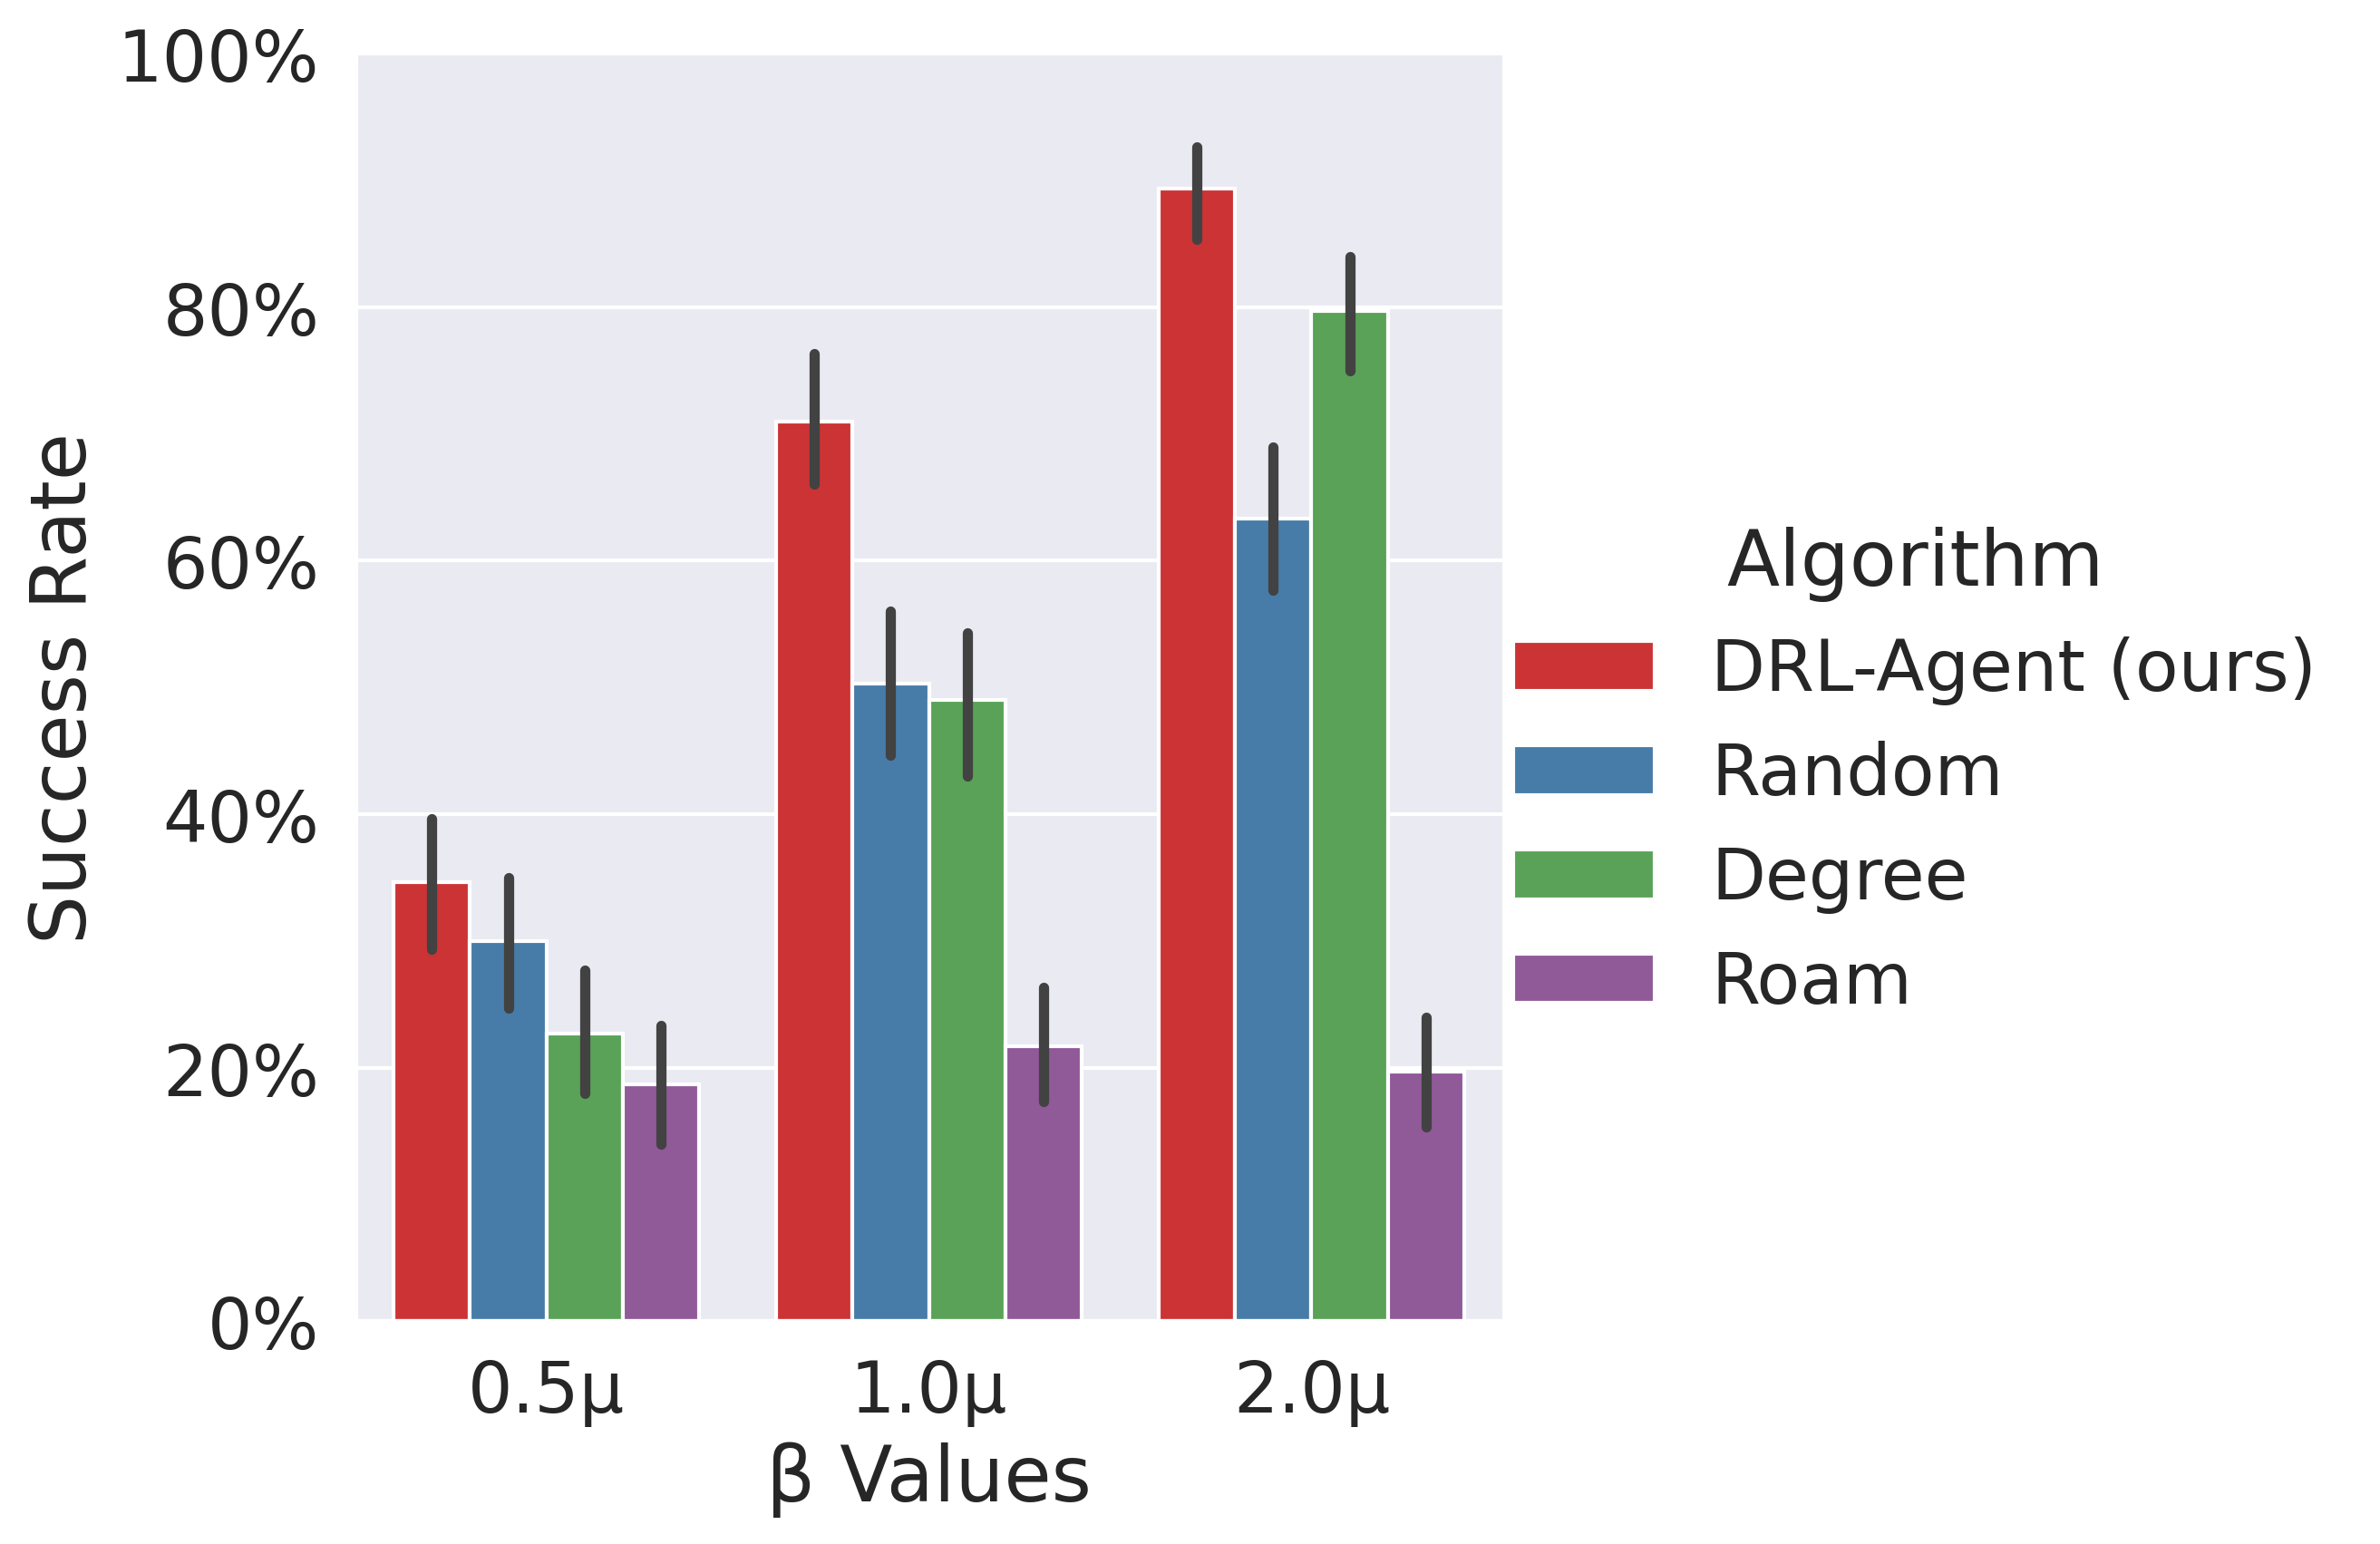 100%
80%
60%
40%
20%
0%
Success Rate
0.5µ 1.0µ 2.0µ
β Values
Algorithm
DRL-Agent (ours)
Random
Degree
Roam